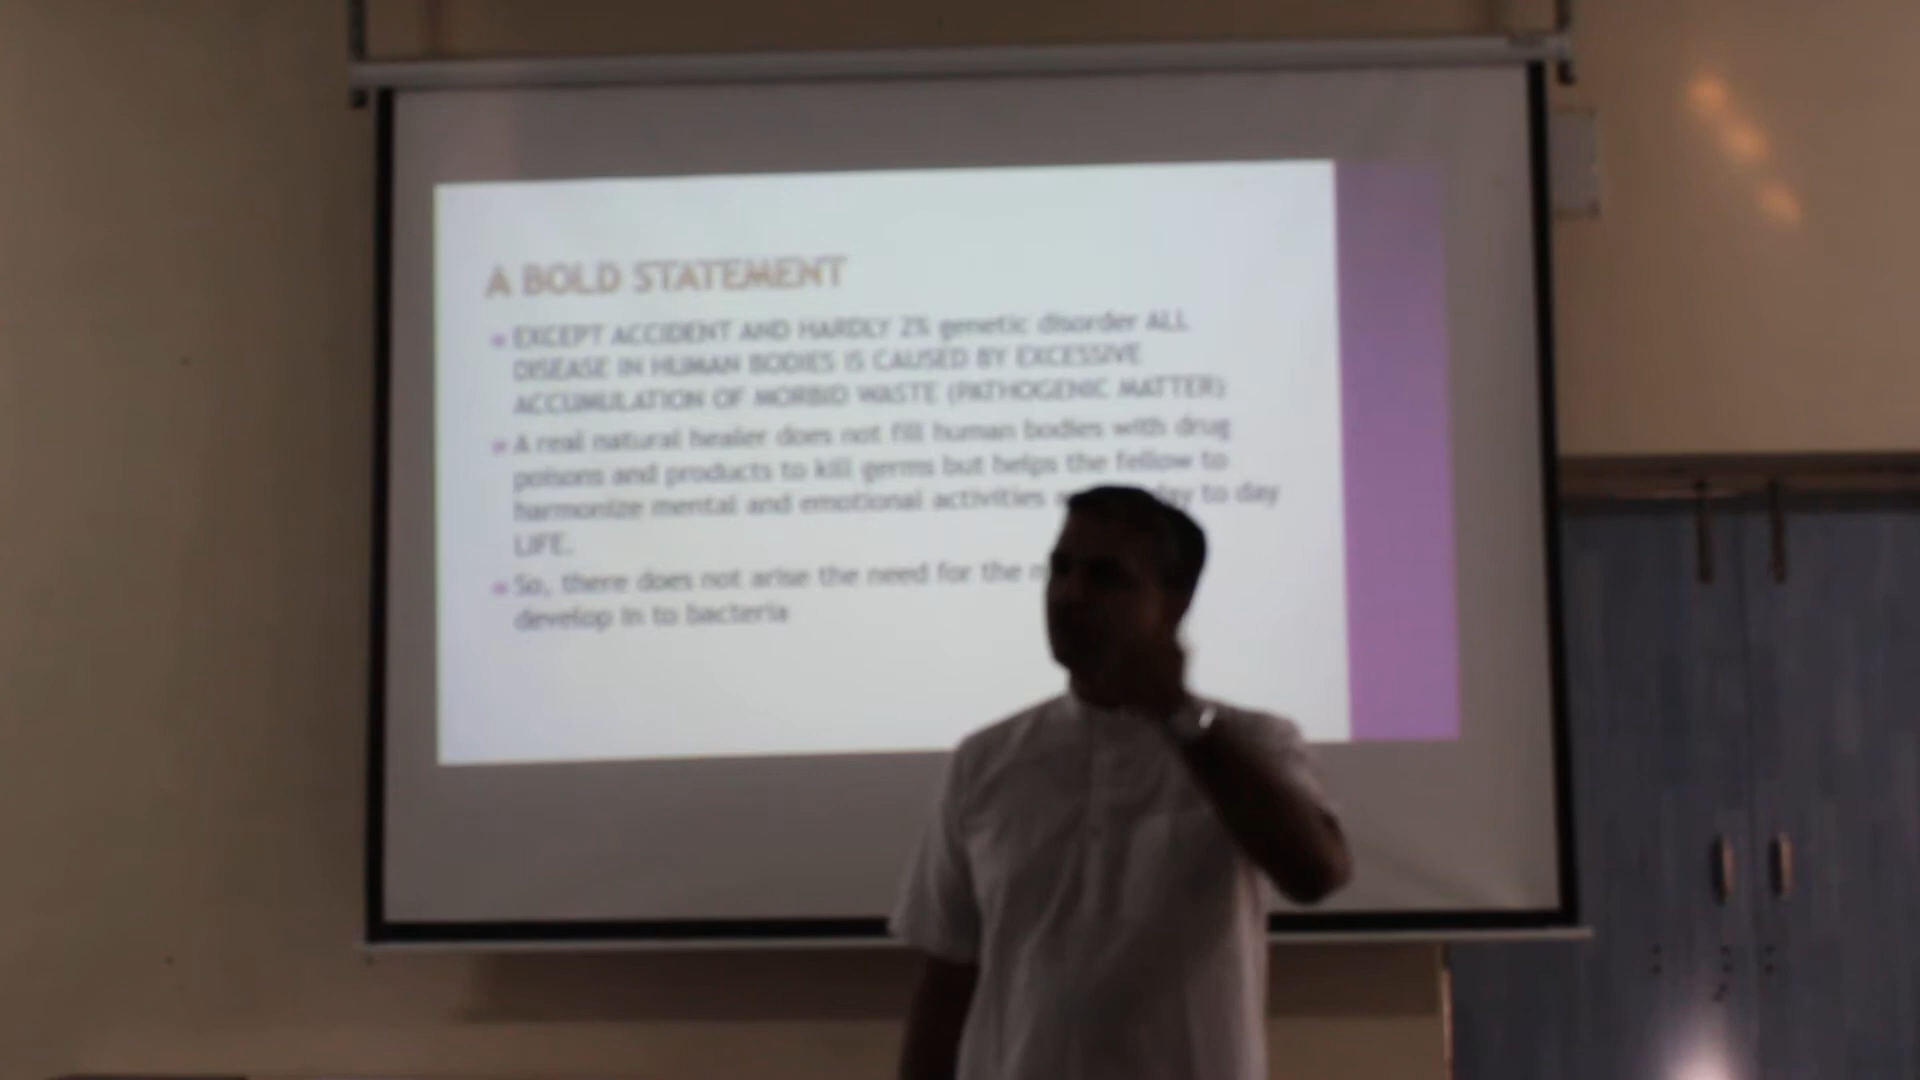 A BOLD STATEMENT
EXCEPT ACCIDENT AND HARDLY 2% genetic disorder ALL
DISEASE IN HUMAN BODIES IS CAUSED BY EXCESSIVE
ACCUMULATION OF MORBID WASTE (PATHOGENIC MATTER)
A real natural healer does not fill human bodies with drug
poisons and products to kill germs but helps the fellow to
harmonize mental and emotional activities day to day
LIFE.
So, there does not arise the need for the
develop in to bacteria